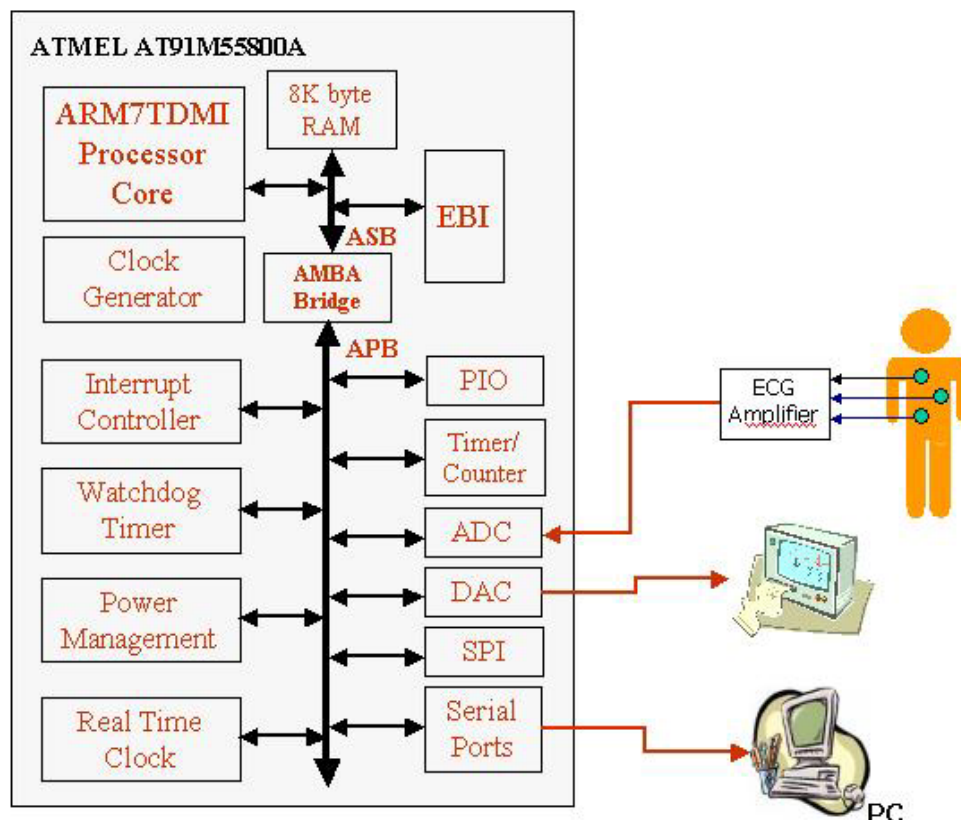 ATMEL AT91M55800A
ARM7TDMI
Processor
Core
8K byte
RAM
EBI
ASB
Clock
Generator
AMBA
Bridge
APB
Interrupt
Controller
PIO
Timer/
Counter
Watchdog
Timer
ADC
DAC
Power
Management
SPI
Real Time
Clock
Serial
Ports
ECG
Amplifier
PC